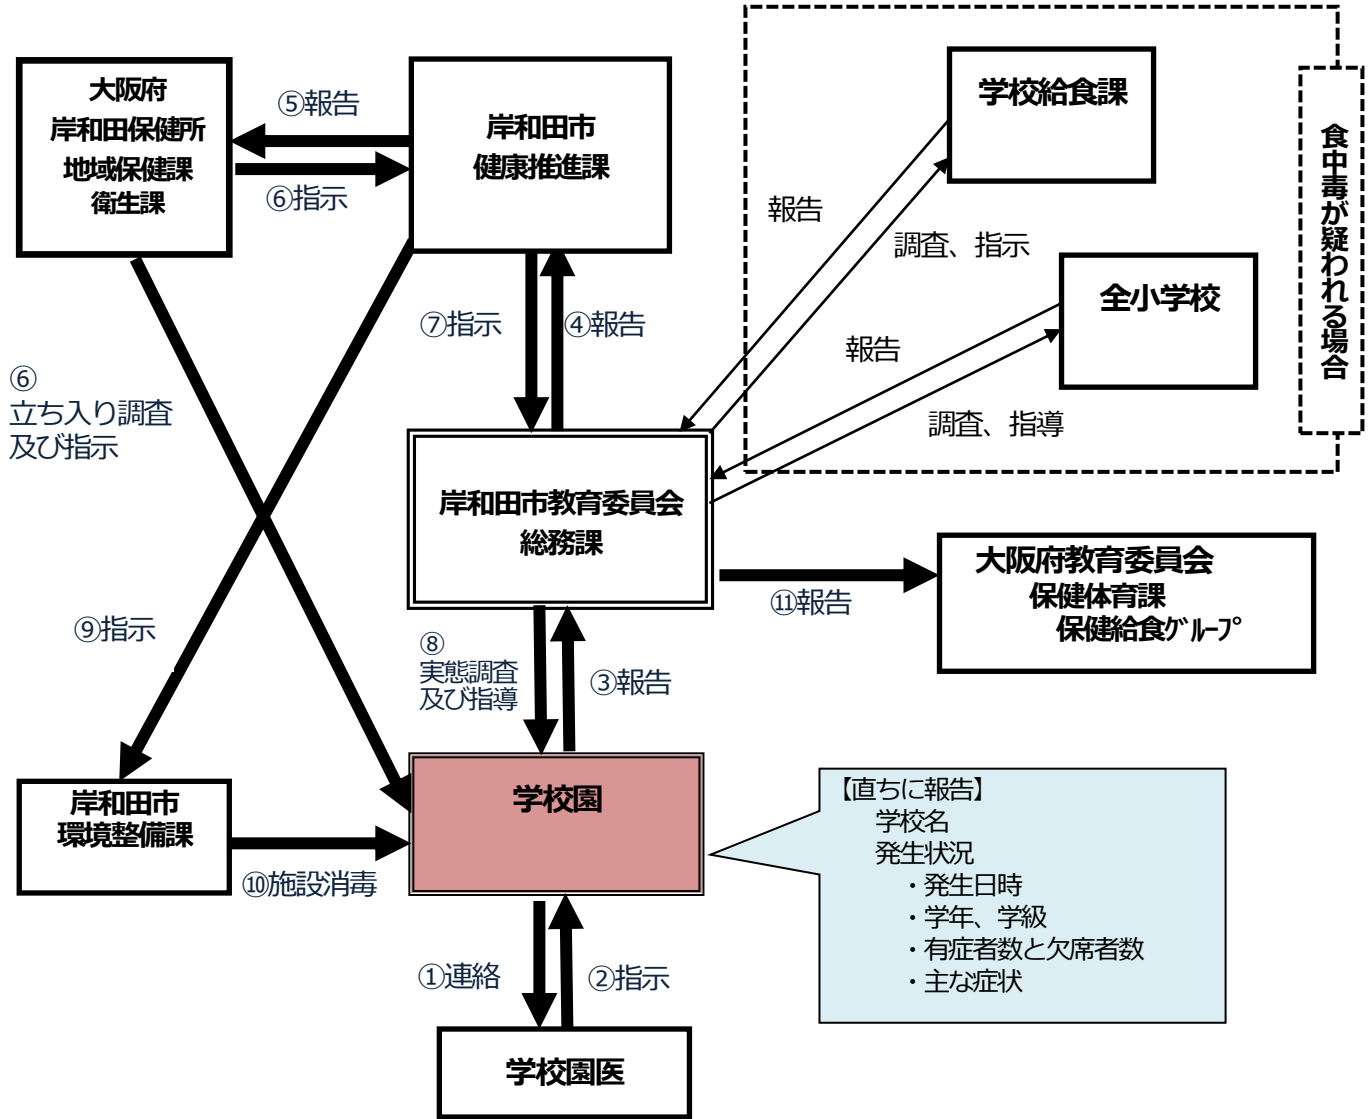 大阪府
岸和田保健所
地域保健課
衛生課
⑤報告
⑥指示
岸和田市
健康推進課
学校給食課
食中毒が疑われる場合
報告
調査、指示
全小学校
報告
調査、指導
⑦指示
④報告
⑥
立ち入り調査
及び指示
岸和田市教育委員会
総務課
⑪報告
大阪府教育委員会
保健体育課
保健給食グループ
⑨指示
⑧
実態調査
及び指導
③報告
学校園
岸和田市
環境整備課
⑩施設消毒
【直ちに報告】
学校名
発生状況
・発生日時
・学年、学級
・有症者数と欠席者数
・主な症状
①連絡
②指示
学校園医